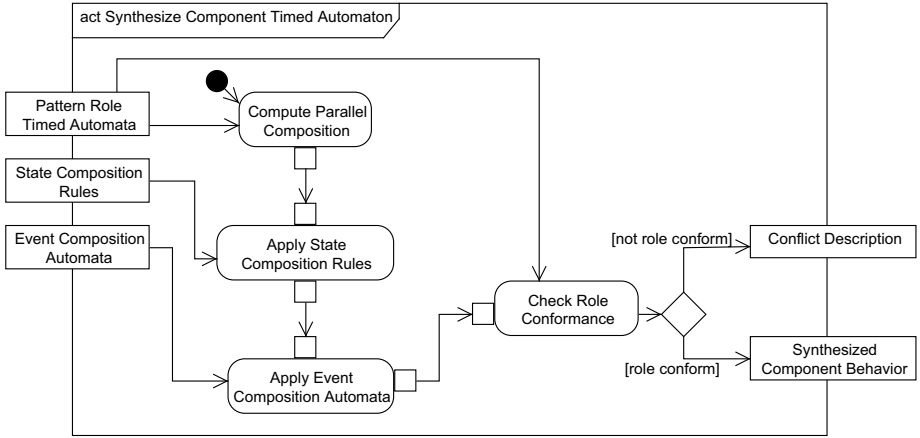 act Synthesize Component Timed Automaton
Pattern Role
Timed Automata
Compute Parallel
Composition
State Composition
Rules
Event Composition
Automata
Apply State
Composition Rules
[not role conform]
Conflict Description
Check Role
Conformance
Apply Event
Composition Automata
[role conform]
Synthesized
Component Behavior